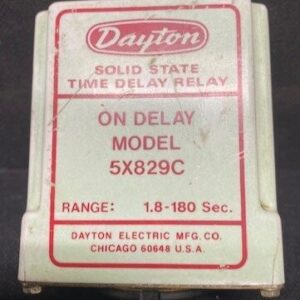 Dayton
SOLID STATE
TIME DELAY RELAY
ON DELAY
MODEL
5X829C
RANGE: 1.8-180 Sec.
DAYTON ELECTRIC MFG. CO.
CHICAGO 60648 U.S.A.